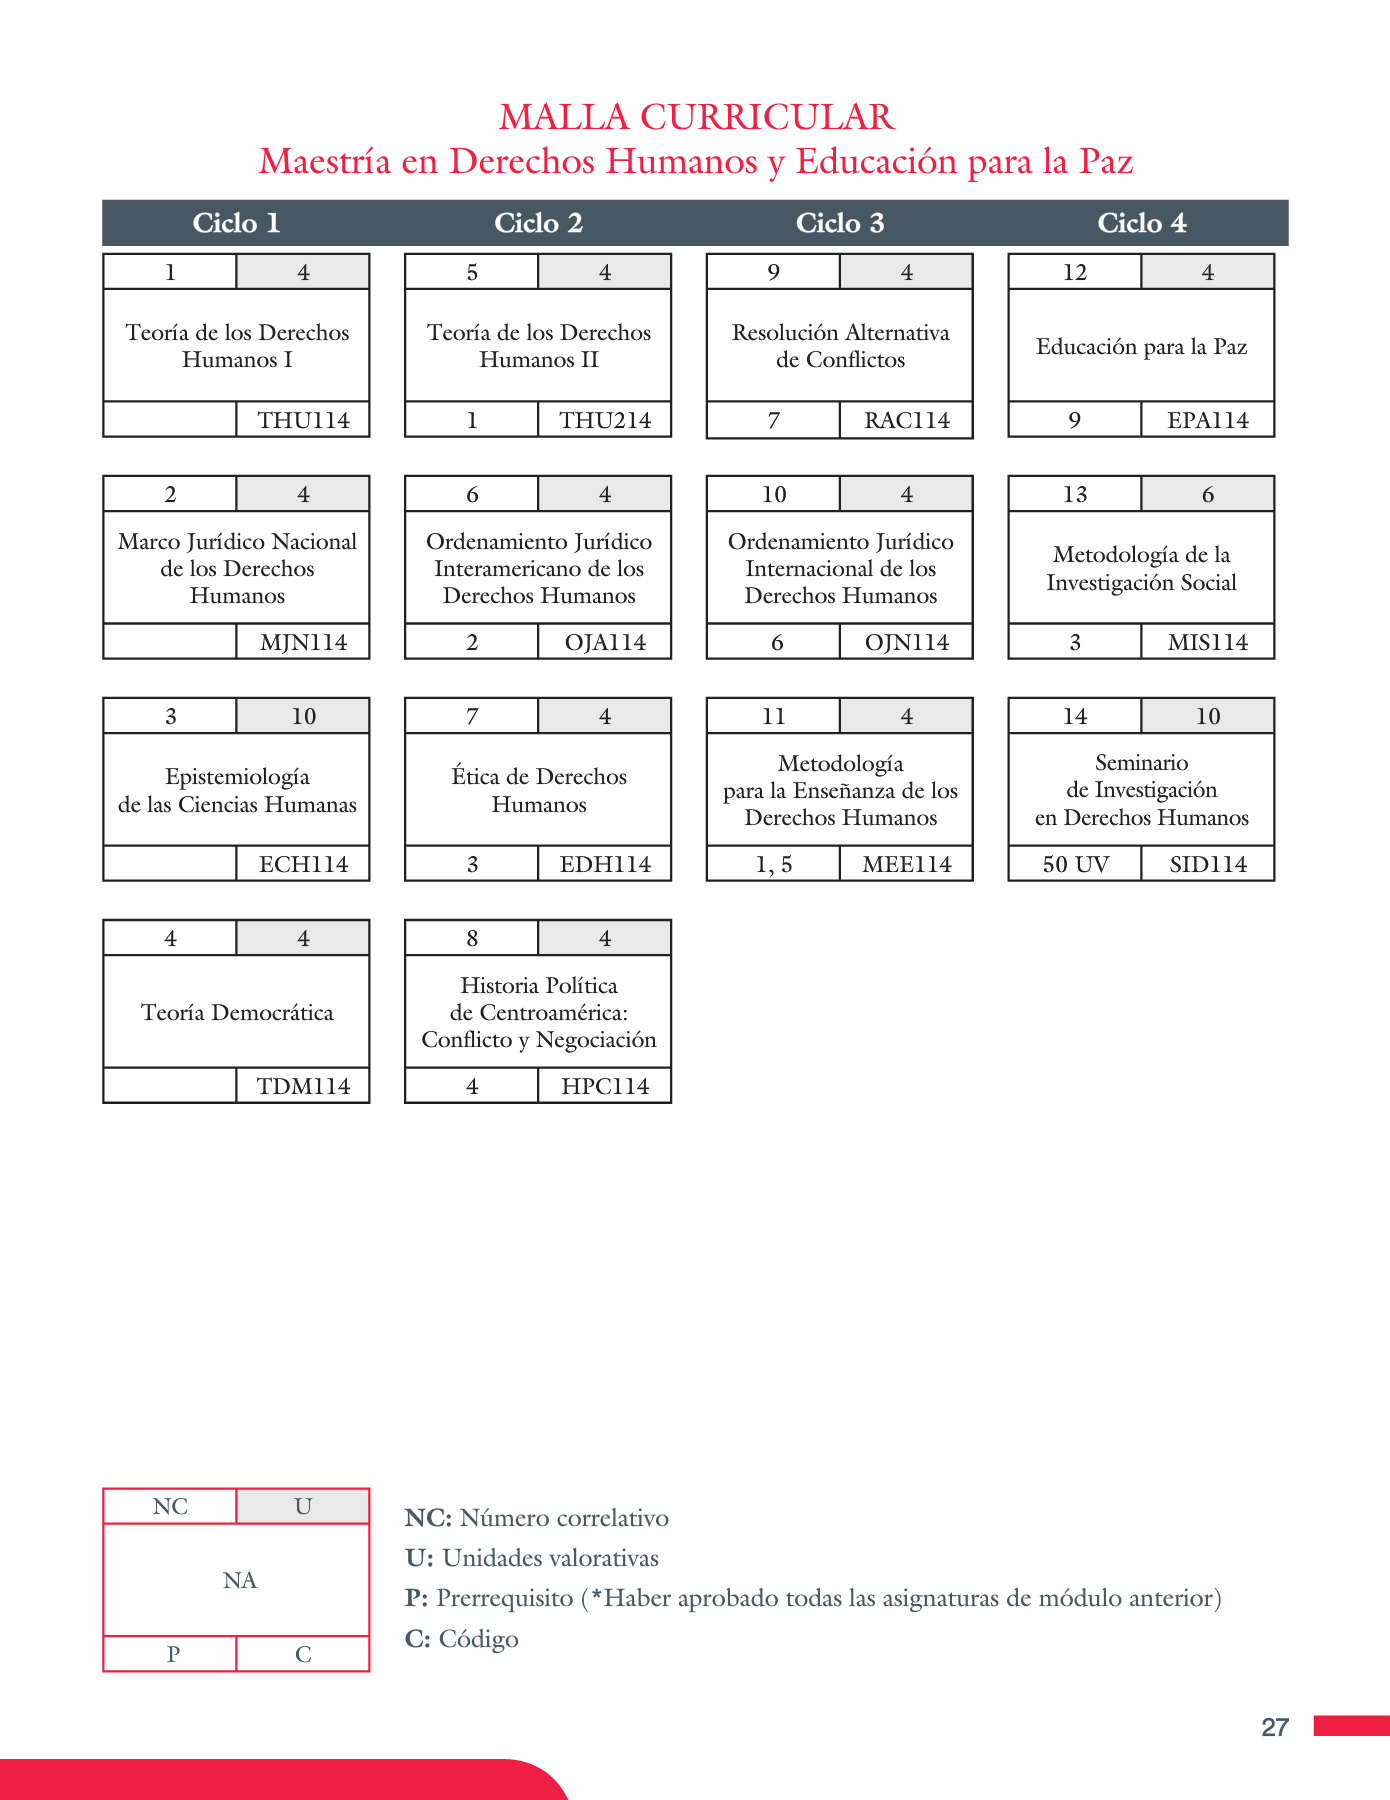 MALLA CURRICULAR
Maestría en Derechos Humanos y Educación para la Paz
Ciclo 1
Ciclo 2
Ciclo 3
Ciclo 4
1
4
Teoría de los Derechos
Humanos I
THU114
5
4
Teoría de los Derechos
Humanos II
1
THU214
9
4
Resolución Alternativa
de Conflictos
7
RAC114
12
4
Educación para la Paz
9
EPA114
2
4
Marco Jurídico Nacional
de los Derechos
Humanos
MJN114
6
4
Ordenamiento Jurídico
Interamericano de los
Derechos Humanos
2
OJA114
10
4
Ordenamiento Jurídico
Internacional de los
Derechos Humanos
6
OJN114
13
6
Metodología de la
Investigación Social
3
MIS114
3
10
Epistemiología
de las Ciencias Humanas
ECH114
7
4
Ética de Derechos
Humanos
3
EDH114
11
4
Metodología
para la Enseñanza de los
Derechos Humanos
1, 5
MEE114
14
10
Seminario
de Investigación
en Derechos Humanos
50 UV
SID114
4
4
Teoría Democrática
TDM114
8
4
Historia Política
de Centroamérica:
Conflicto y Negociación
4
HPC114
NC
U
NA
P
C
NC: Número correlativo
U: Unidades valorativas
P: Prerrequisito (*Haber aprobado todas las asignaturas de módulo anterior)
C: Código
27